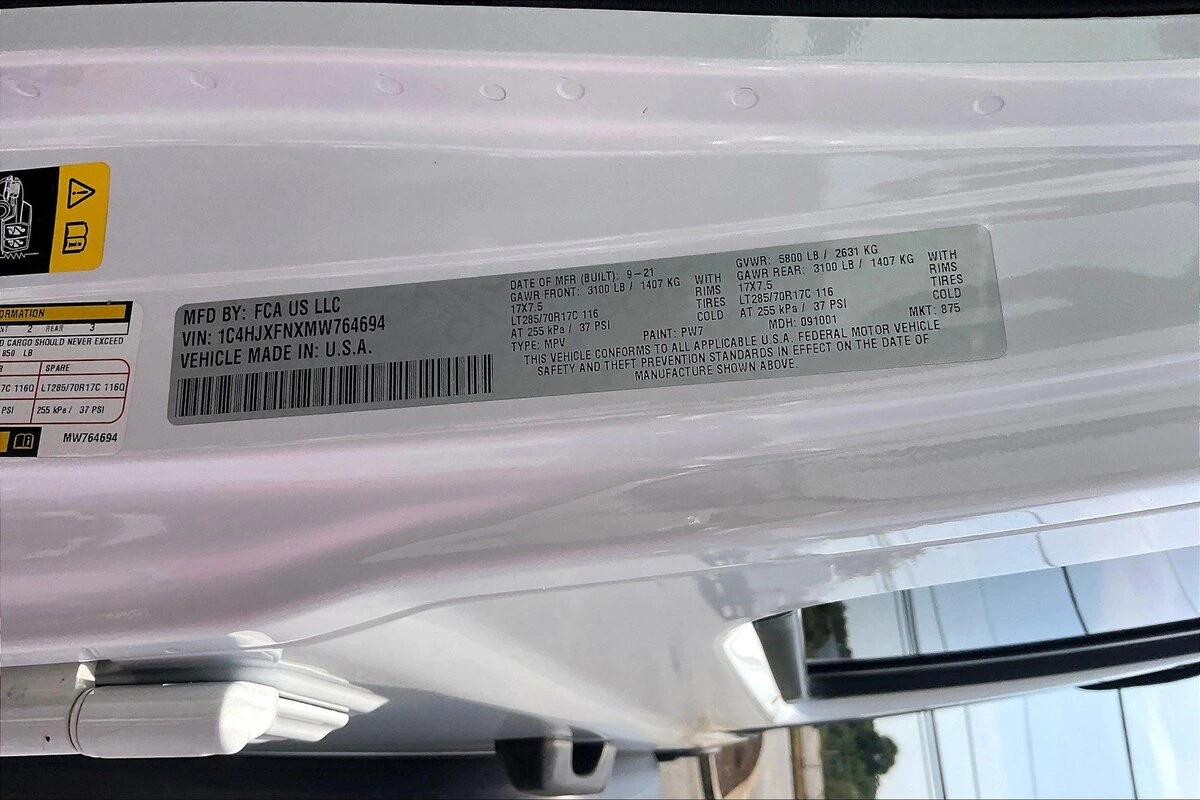 ORMATION
2 REAR 3
D CARGO SHOULD NEVER EXCEED
850 LB
SPARE
7C 116Q LT285/70R17C 116Q
PSI 255 kPa / 37 PSI
MW764694
MFD BY: FCA US LLC
VIN: 1C4HJXFNXMW764694
VEHICLE MADE IN: U.S.A.
DATE OF MFR (BUILT): 9-21
GAWR FRONT: 3100 LB / 1407 KG WITH
17X7.5 RIMS
LT285/70R17C 116 TIRES
AT 255 kPa / 37 PSI COLD
TYPE: MPV PAINT: PW7
GVWR: 5800 LB / 2631 KG
GAWR REAR: 3100 LB / 1407 KG WITH
17X7.5 RIMS
LT285/70R17C 116 TIRES
AT 255 kPa / 37 PSI COLD
MDH: 091001 MKT: 875
THIS VEHICLE CONFORMS TO ALL APPLICABLE U.S.A. FEDERAL MOTOR VEHICLE
SAFETY AND THEFT PREVENTION STANDARDS IN EFFECT ON THE DATE OF
MANUFACTURE SHOWN ABOVE.